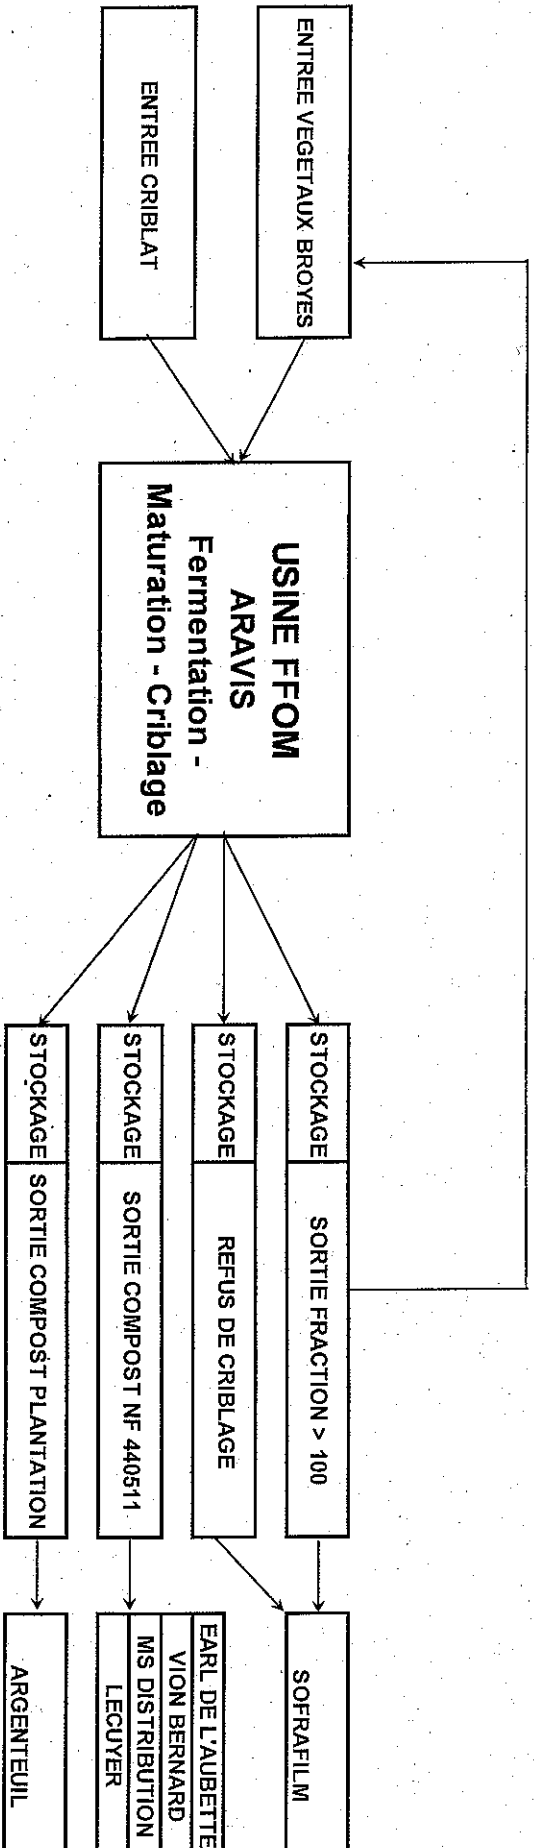 ENTREE VEGETAUX BROYES
ENTREE CRIBLAT
USINE FFOM
ARAVIS
Fermentation -
Maturation - Criblage
STOCKAGE
SORTIE FRACTION > 100
STOCKAGE
REFUS DE CRIBLAGE
STOCKAGE
SORTIE COMPOST NF 440511
STOCKAGE
SORTIE COMPOST PLANTATION
SOFRAFILM
EARL DE L'AUBETTE
VION BERNARD
MS DISTRIBUTION
LECUYER
ARGENTEUIL